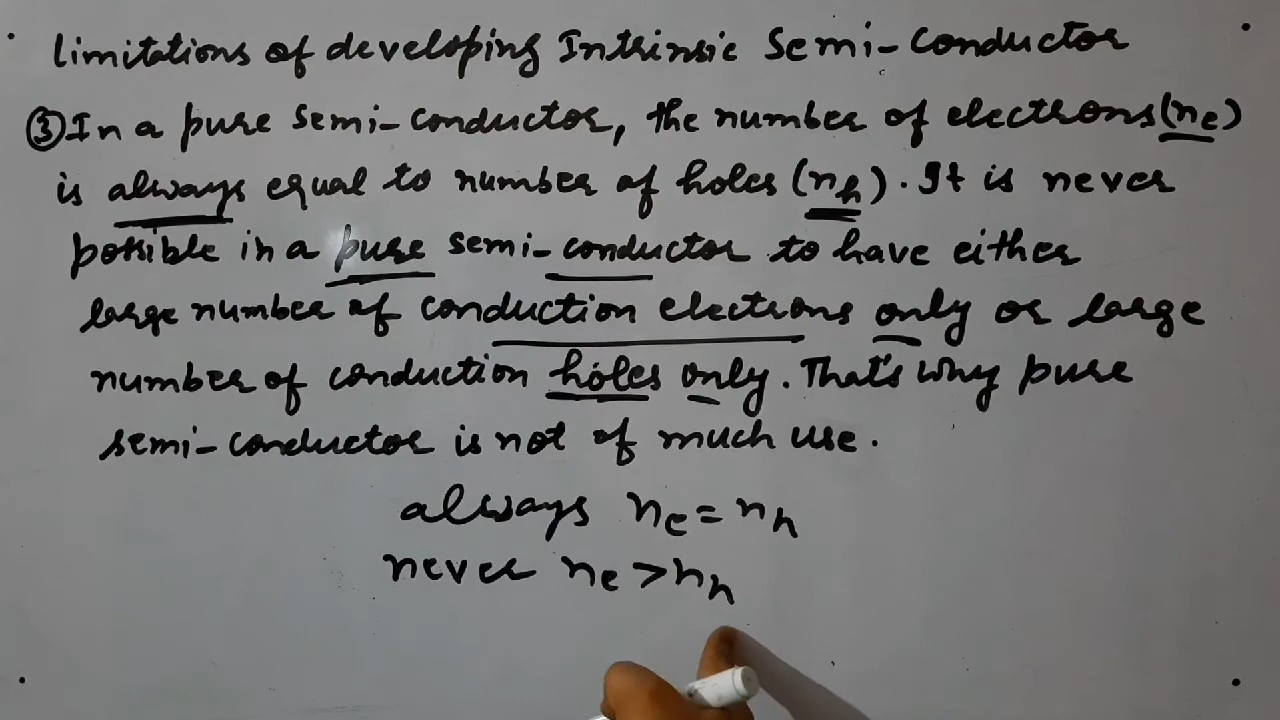 Limitations of developing Intrinsic Semi-Conductor
③ In a pure semi-conductor, the number of electrons (nₑ)
is always equal to number of holes (nₕ). It is never
possible in a pure semi-conductor to have either
large number of conduction electrons only or large
number of conduction holes only. That's why pure
semi-conductor is not of much use.
always nₑ = nₕ
never nₑ > nₕ